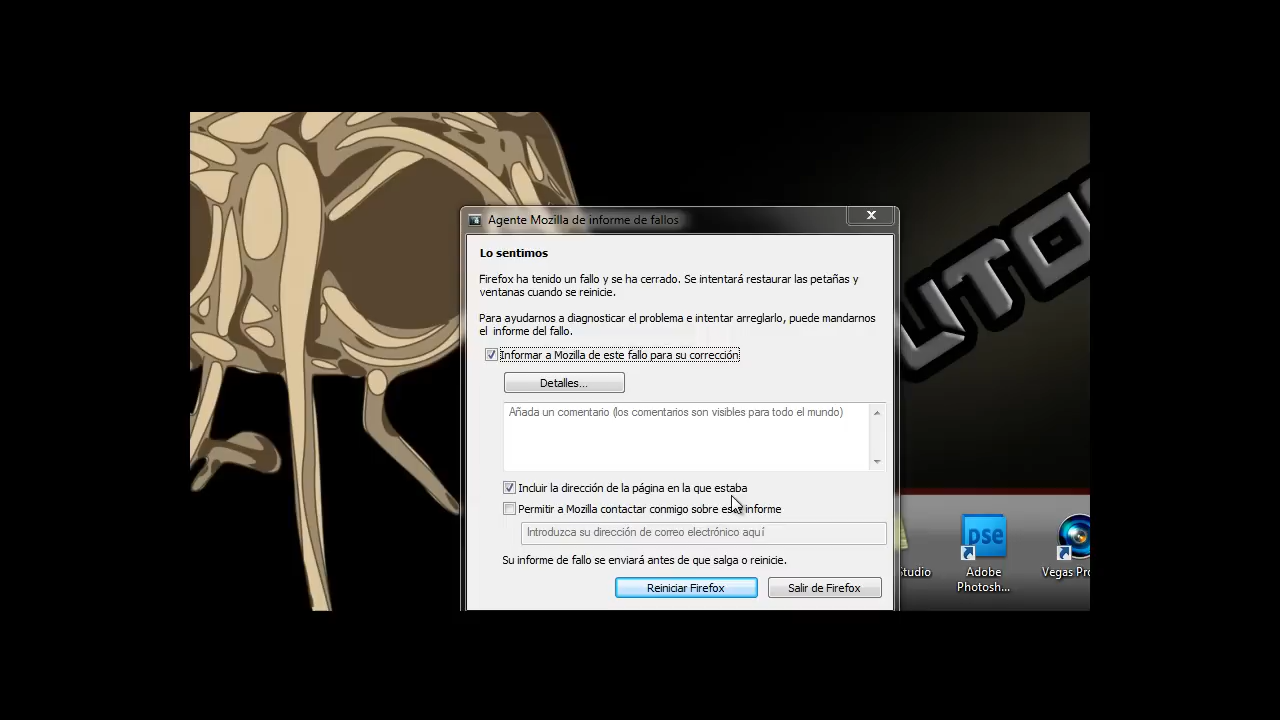 Agente Mozilla de informe de fallos
Lo sentimos
Firefox ha tenido un fallo y se ha cerrado. Se intentará restaurar las petañas y
ventanas cuando se reinicie.
Para ayudarnos a diagnosticar el problema e intentar arreglarlo, puede mandarnos
el informe del fallo.
Informar a Mozilla de este fallo para su corrección
Detalles...
Añada un comentario (los comentarios son visibles para todo el mundo)
Incluir la dirección de la página en la que estaba
Permitir a Mozilla contactar conmigo sobre este informe
Introduzca su dirección de correo electrónico aquí
Su informe de fallo se enviará antes de que salga o reinicie.
Reiniciar Firefox
Salir de Firefox
UTO
pse
Studio
Adobe
Photosh...
Vegas Pro